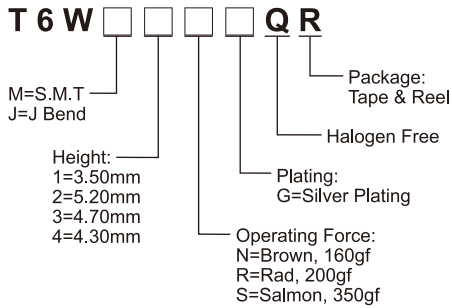 T 6 W □ □ □ □ Q R
M=S.M.T
J=J Bend
Package:
Tape & Reel
Halogen Free
Height:
1=3.50mm
2=5.20mm
3=4.70mm
4=4.30mm
Plating:
G=Silver Plating
Operating Force:
N=Brown, 160gf
R=Rad, 200gf
S=Salmon, 350gf